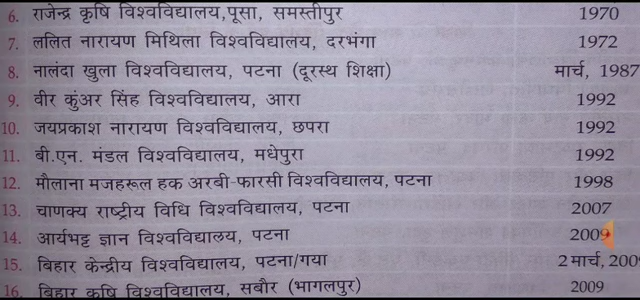 6. राजेन्द्र कृषि विश्वविद्यालय,पूसा, समस्तीपुर 1970
7. ललित नारायण मिथिला विश्वविद्यालय, दरभंगा 1972
8. नालंदा खुला विश्वविद्यालय, पटना (दूरस्थ शिक्षा) मार्च, 1987
9. वीर कुंअर सिंह विश्वविद्यालय, आरा 1992
10. जयप्रकाश नारायण विश्वविद्यालय, छपरा 1992
11. बी.एन. मंडल विश्वविद्यालय, मधेपुरा 1992
12. मौलाना मजहरूल हक अरबी-फारसी विश्वविद्यालय, पटना 1998
13. चाणक्य राष्ट्रीय विधि विश्वविद्यालय, पटना 2007
14. आर्यभट्ट ज्ञान विश्वविद्यालय, पटना 2009
15. बिहार केन्द्रीय विश्वविद्यालय, पटना/गया 2 मार्च, 2009
16. बिहार कृषि विश्वविद्यालय, सबौर (भागलपुर) 2009